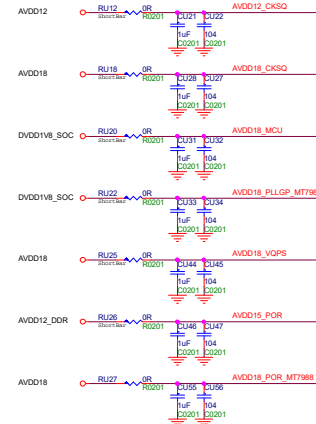 AVDD12 RU12 0R AVDD12_CKSQ
ShortBar R0201 CU21 CU22
1uF 104
C0201 C0201
AVDD18 RU18 0R AVDD18_CKSQ
ShortBar R0201 CU28 CU27
1uF 104
C0201 C0201
DVDD1V8_SOC RU20 0R AVDD18_MCU
ShortBar R0201 CU31 CU32
1uF 104
C0201 C0201
DVDD1V8_SOC RU22 0R AVDD18_PLLGP_MT798
ShortBar R0201 CU33 CU34
1uF 104
C0201 C0201
AVDD18 RU25 0R AVDD18_VQPS
ShortBar R0201 CU44 CU45
1uF 104
C0201 C0201
AVDD12_DDR RU26 0R AVDD15_POR
ShortBar R0201 CU46 CU47
1uF 104
C0201 C0201
AVDD18 RU27 0R AVDD18_POR_MT7988
ShortBar R0201 CU55 CU56
1uF 104
C0201 C0201